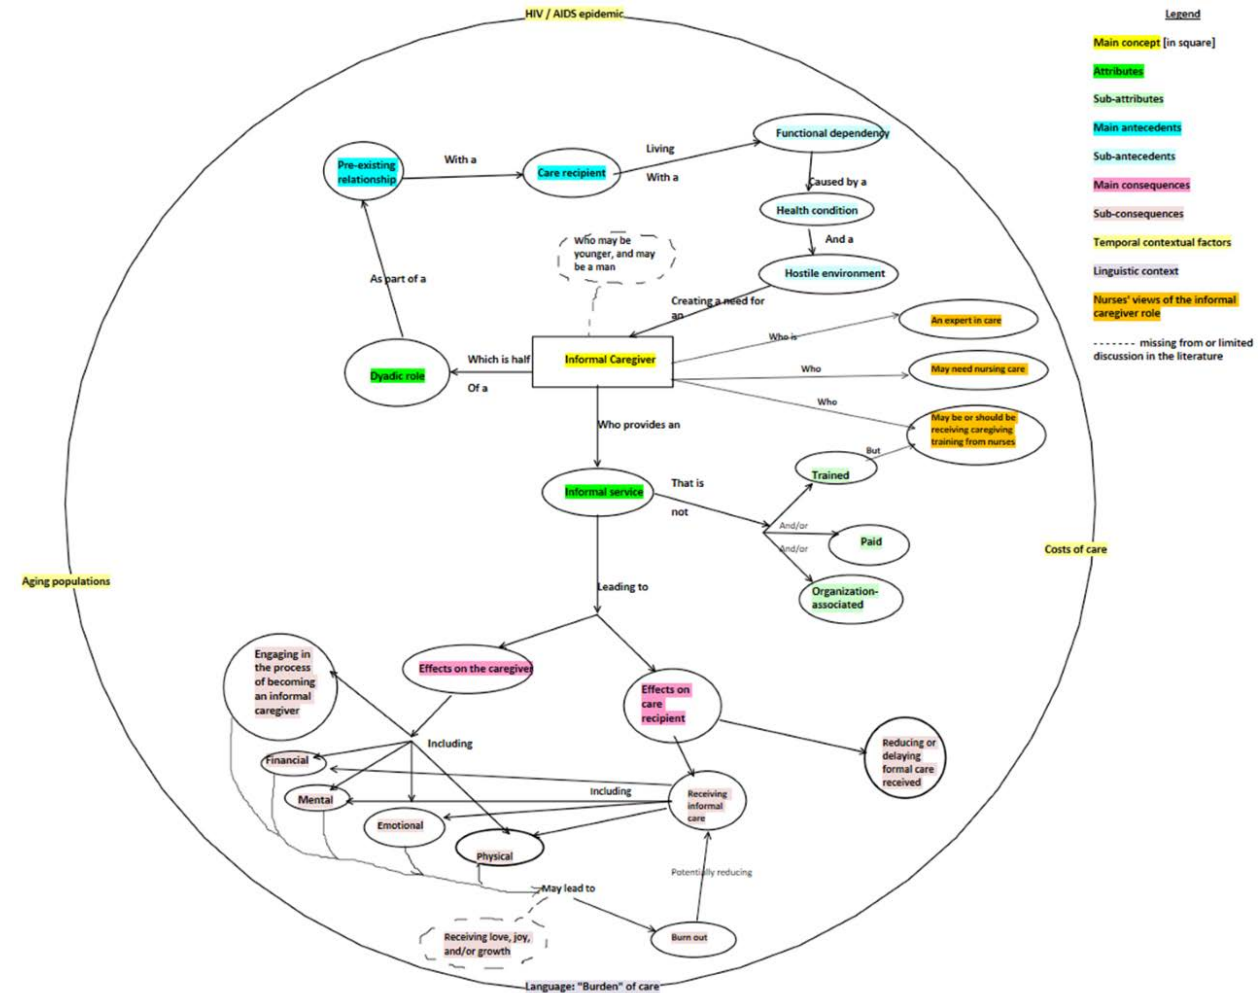 HIV / AIDS epidemic
Legend
Main concept [in square]
Attributes
Sub-attributes
Main antecedents
Sub-antecedents
Main consequences
Sub-consequences
Temporal contextual factors
Linguistic context
Nurses' views of the informal
caregiver role
------- missing from or limited
discussion in the literature
Functional dependency
Pre-existing
relationship
With a
Care recipient
Living
With a
Caused by a
Health condition
And a
Hostile environment
Who may be
younger, and may
be a man
As part of a
Creating a need for
an
Who is
An expert in care
Informal Caregiver
Which is half
Of a
Dyadic role
Who
May need nursing care
Who
May be or should be
receiving caregiving
training from nurses
Who provides an
But
Trained
Informal service
That is
not
And/or
Paid
And/or
Organization-
associated
Costs of care
Aging populations
Leading to
Engaging in
the process
of becoming
an informal
caregiver
Effects on the caregiver
Effects on
care
recipient
Including
Reducing or
delaying
formal care
received
Financial
Mental
Including
Receiving
informal
care
Emotional
Physical
Potentially reducing
May lead to
Receiving love, joy,
and/or growth
Burn out
Language: "Burden" of care